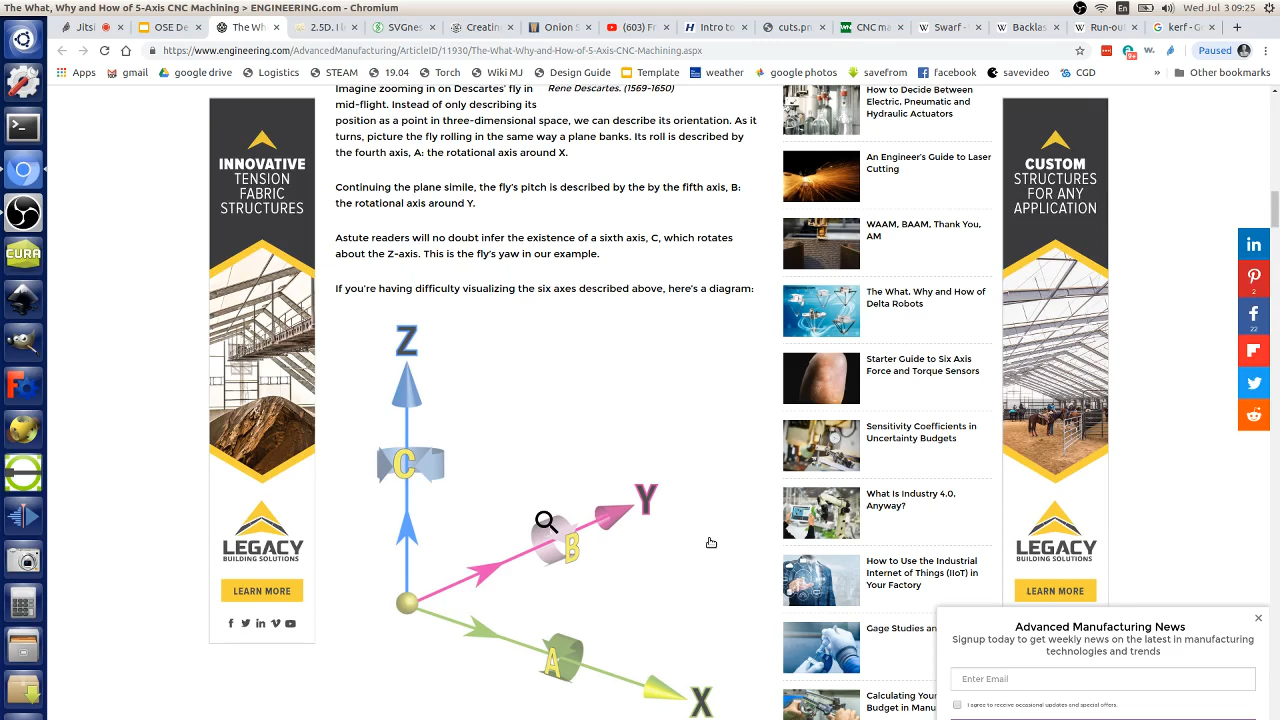 The What, Why and How of 5-Axis CNC Machining > ENGINEERING.com - Chromium
En
Wed Jul 3 09:25
Jitsi
OSE De
The Wh
2.5D. I
SVGcut
Creatin
Onion S
(603) F
Intro b
cuts.pn
CNC ma
Swarf -
Backlas
Run-ou
kerf -
https://www.engineering.com/AdvancedManufacturing/ArticleID/11930/The-What-Why-and-How-of-5-Axis-CNC-Machining.aspx
9+
W.
Paused
Apps
gmail
google drive
Logistics
STEAM
19.04
Torch
Wiki MJ
Design Guide
Template
weather
google photos
savefrom
facebook
savevideo
CGD
»
Other bookmarks
Imagine zooming in on Descartes' fly in
mid-flight. Instead of only describing its
position as a point in three-dimensional space, we can describe its orientation. As it
turns, picture the fly rotating in the same way a plane banks. Its roll is described by
the fourth axis, A: the rotational axis around X.
Rene Descartes. (1569-1650)
Continuing the plane simile, the fly's pitch is described by the by the fifth axis, B:
the rotational axis around Y.
Astute readers will no doubt infer the existence of a sixth axis, C, which rotates
about the Z-axis. This is the fly's yaw in our example.
If you're having difficulty visualizing the six axes described above, here's a diagram:
Z
C
Y
B
A
X
INNOVATIVE
TENSION
FABRIC
STRUCTURES
LEGACY
BUILDING SOLUTIONS
LEARN MORE
How to Decide Between
Electric, Pneumatic and
Hydraulic Actuators
An Engineer's Guide to Laser
Cutting
WAAM, BAAM, Thank You,
AM
The What, Why and How of
Delta Robots
Starter Guide to Six Axis
Force and Torque Sensors
Sensitivity Coefficients in
Uncertainty Budgets
What Is Industry 4.0,
Anyway?
How to Use the Industrial
Internet of Things (IIoT) in
Your Factory
Gage Studies an
Calculating Your
Budget in Manu
CUSTOM
STRUCTURES
FOR ANY
APPLICATION
LEGACY
BUILDING SOLUTIONS
LEARN MORE
2
22
Advanced Manufacturing News
Signup today to get weekly news on the latest in manufacturing
technologies and trends
Enter Email
I agree to receive occasional updates and special offers.
CURA